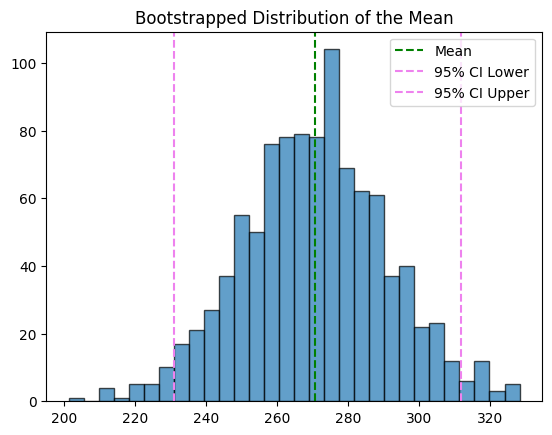 Bootstrapped Distribution of the Mean
Mean
95% CI Lower
95% CI Upper
100
80
60
40
20
0
200 220 240 260 280 300 320